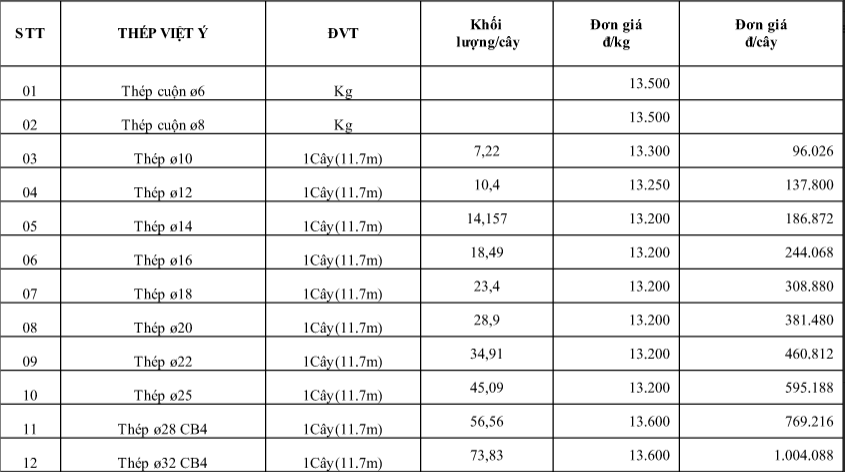 STT THÉP VIỆT Ý ĐVT Khối lượng/cây Đơn giá đ/kg Đơn giá đ/cây
01 Thép cuộn ø6 Kg 13.500
02 Thép cuộn ø8 Kg 13.500
03 Thép ø10 1Cây(11.7m) 7,22 13.300 96.026
04 Thép ø12 1Cây(11.7m) 10,4 13.250 137.800
05 Thép ø14 1Cây(11.7m) 14,157 13.200 186.872
06 Thép ø16 1Cây(11.7m) 18,49 13.200 244.068
07 Thép ø18 1Cây(11.7m) 23,4 13.200 308.880
08 Thép ø20 1Cây(11.7m) 28,9 13.200 381.480
09 Thép ø22 1Cây(11.7m) 34,91 13.200 460.812
10 Thép ø25 1Cây(11.7m) 45,09 13.200 595.188
11 Thép ø28 CB4 1Cây(11.7m) 56,56 13.600 769.216
12 Thép ø32 CB4 1Cây(11.7m) 73,83 13.600 1.004.088